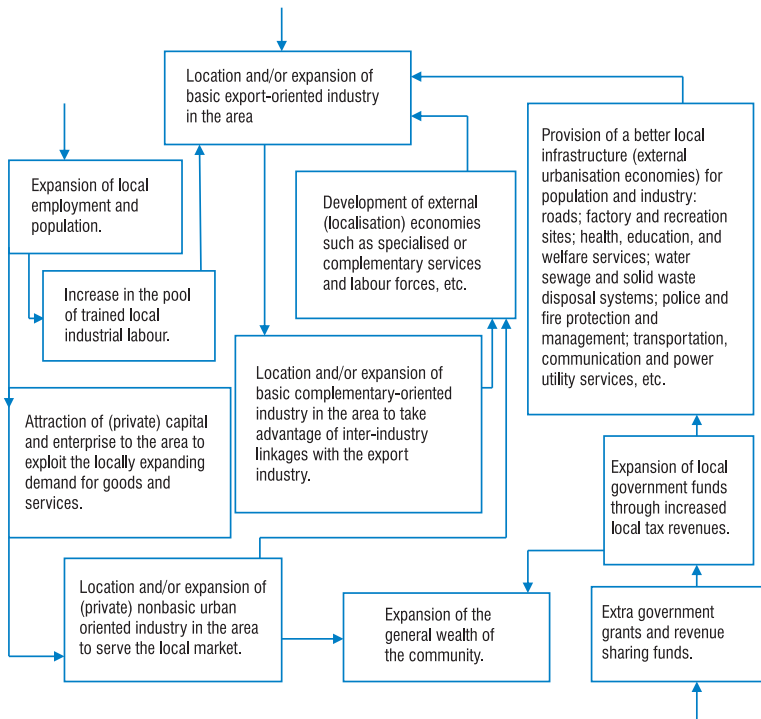 Location and/or expansion of
basic export-oriented industry
in the area
Expansion of local
employment and
population.
Increase in the pool
of trained local
industrial labour.
Development of external
(localisation) economies
such as specialised or
complementary services
and labour forces, etc.
Provision of a better local
infrastructure (external
urbanisation economies) for
population and industry:
roads; factory and recreation
sites; health, education, and
welfare services; water
sewage and solid waste
disposal systems; police and
fire protection and
management; transportation,
communication and power
utility services, etc.
Location and/or expansion of
basic complementary-oriented
industry in the area to take
advantage of inter-industry
linkages with the export
industry.
Attraction of (private) capital
and enterprise to the area to
exploit the locally expanding
demand for goods and
services.
Expansion of local
government funds
through increased
local tax revenues.
Location and/or expansion of
(private) nonbasic urban
oriented industry in the area
to serve the local market.
Expansion of the
general wealth of
the community.
Extra government
grants and revenue
sharing funds.